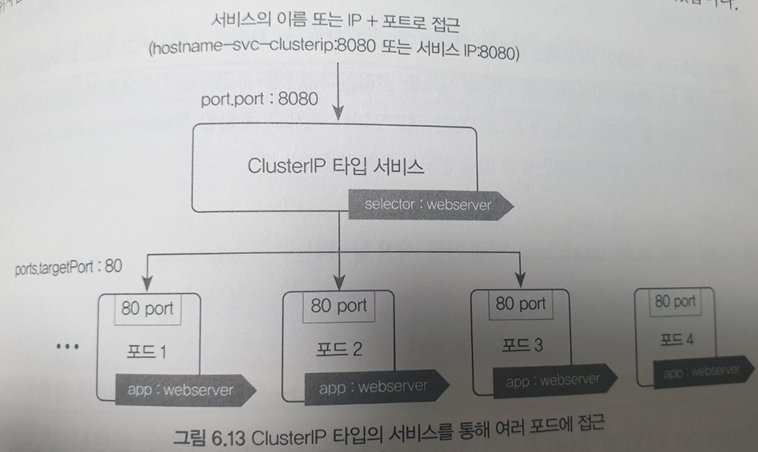 서비스의 이름 또는 IP + 포트로 접근
(hostname-svc-clusterip:8080 또는 서비스 IP:8080)
port.port : 8080
ClusterIP 타입 서비스
selector : webserver
ports.targetPort : 80
80 port
80 port
80 port
80 port
...
포드 1
포드 2
포드 3
포드 4
app : webserver
app : webserver
app : webserver
app : webserver
그림 6.13 ClusterIP 타입의 서비스를 통해 여러 포드에 접근